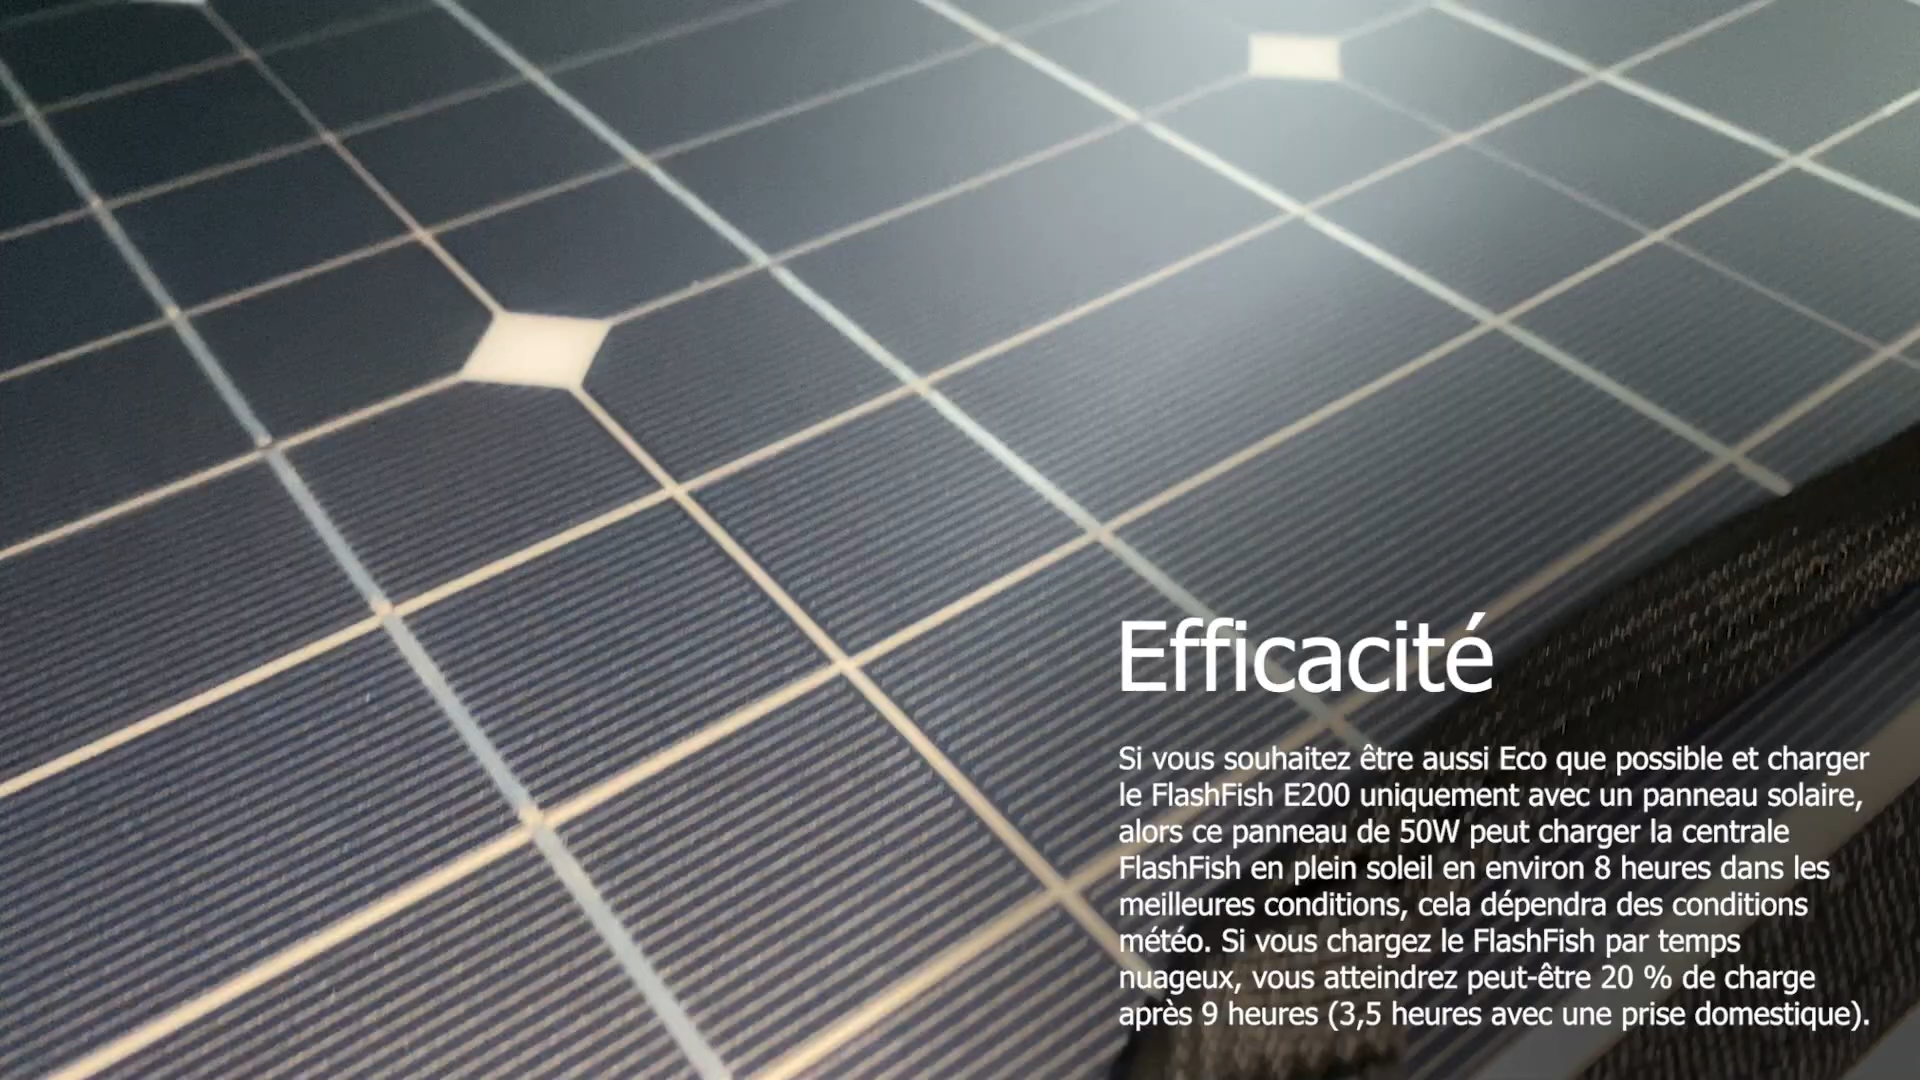 Efficacité
Si vous souhaitez être aussi Eco que possible et charger
le FlashFish E200 uniquement avec un panneau solaire,
alors ce panneau de 50W peut charger la centrale
FlashFish en plein soleil en environ 8 heures dans les
meilleures conditions, cela dépendra des conditions
météo. Si vous chargez le FlashFish par temps
nuageux, vous atteindrez peut-être 20 % de charge
après 9 heures (3,5 heures avec une prise domestique).